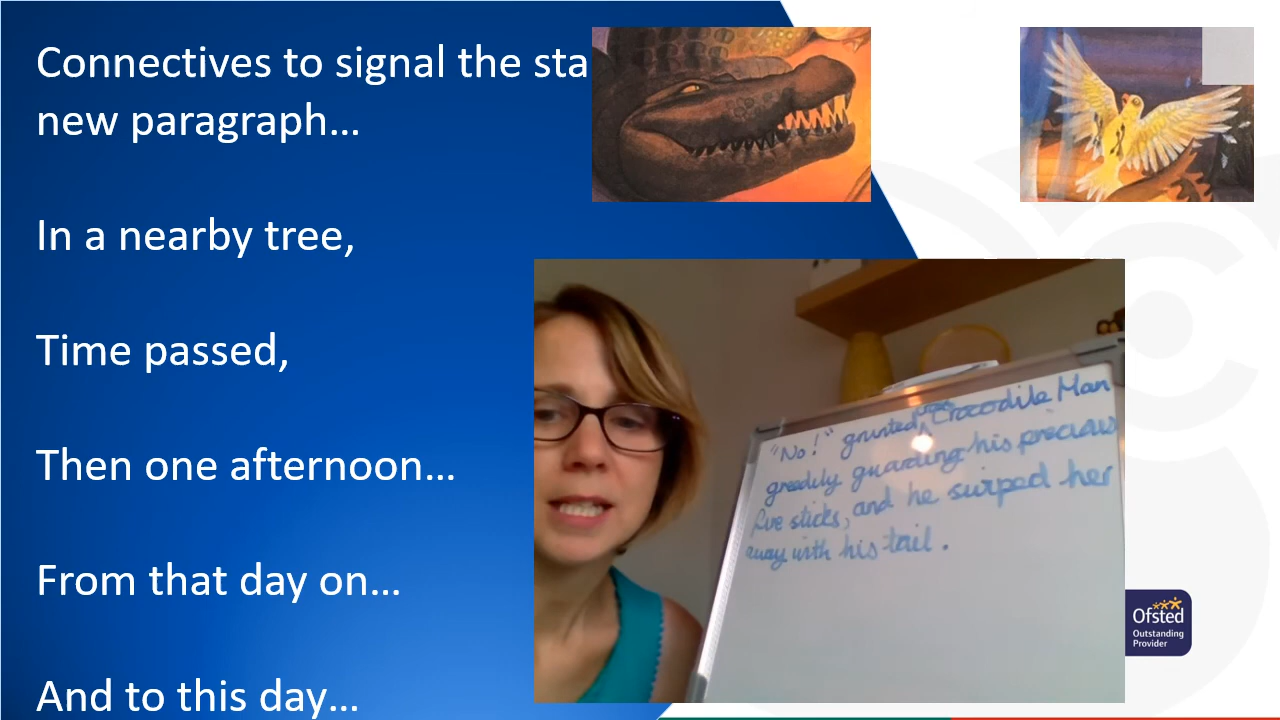 Connectives to signal the sta
new paragraph...
In a nearby tree,
Time passed,
Then one afternoon...
From that day on...
And to this day...
"No!" grunted Crocodile Man
greedily guarding his precious
five sticks, and he swiped her
away with his tail.
Ofsted
Outstanding
Provider